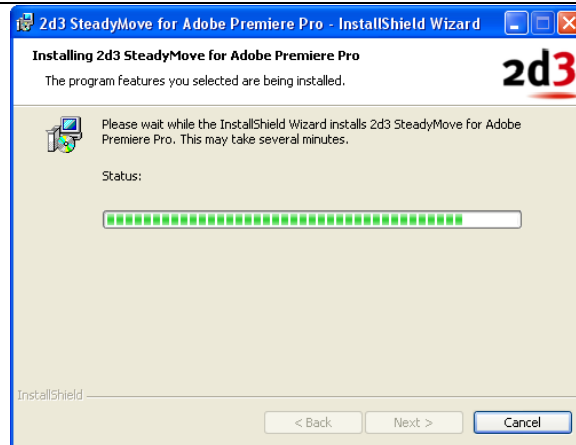 2d3 SteadyMove for Adobe Premiere Pro - InstallShield Wizard
Installing 2d3 SteadyMove for Adobe Premiere Pro
The program features you selected are being installed.
2d3
Please wait while the InstallShield Wizard installs 2d3 SteadyMove for Adobe
Premiere Pro. This may take several minutes.
Status:
InstallShield
< Back
Next >
Cancel